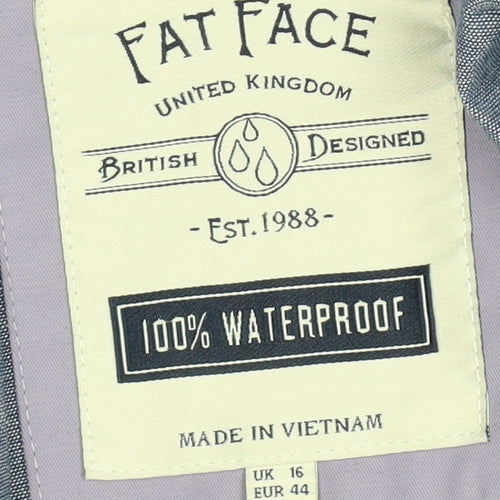 FAT FACE
UNITED KINGDOM
BRITISH DESIGNED
- EST. 1988 -
100% WATERPROOF
MADE IN VIETNAM
UK 16
EUR 44